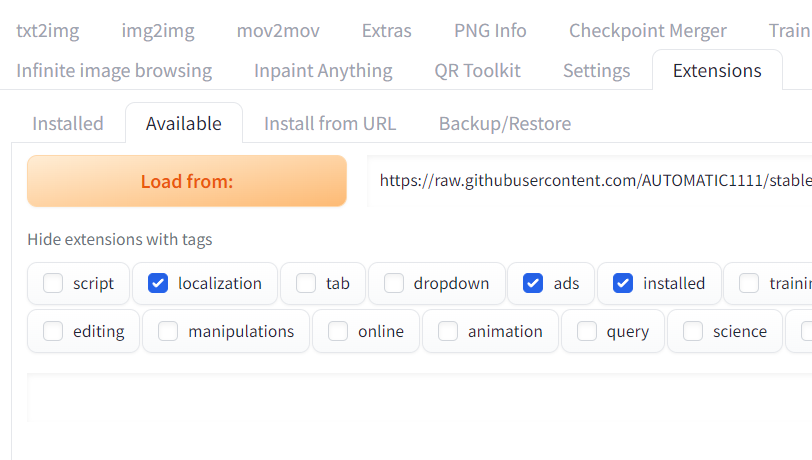 txt2img img2img mov2mov Extras PNG Info Checkpoint Merger Train
Infinite image browsing Inpaint Anything QR Toolkit Settings Extensions
Installed Available Install from URL Backup/Restore
Load from: https://raw.githubusercontent.com/AUTOMATIC1111/stable
Hide extensions with tags
script localization tab dropdown ads installed
editing manipulations online animation query science